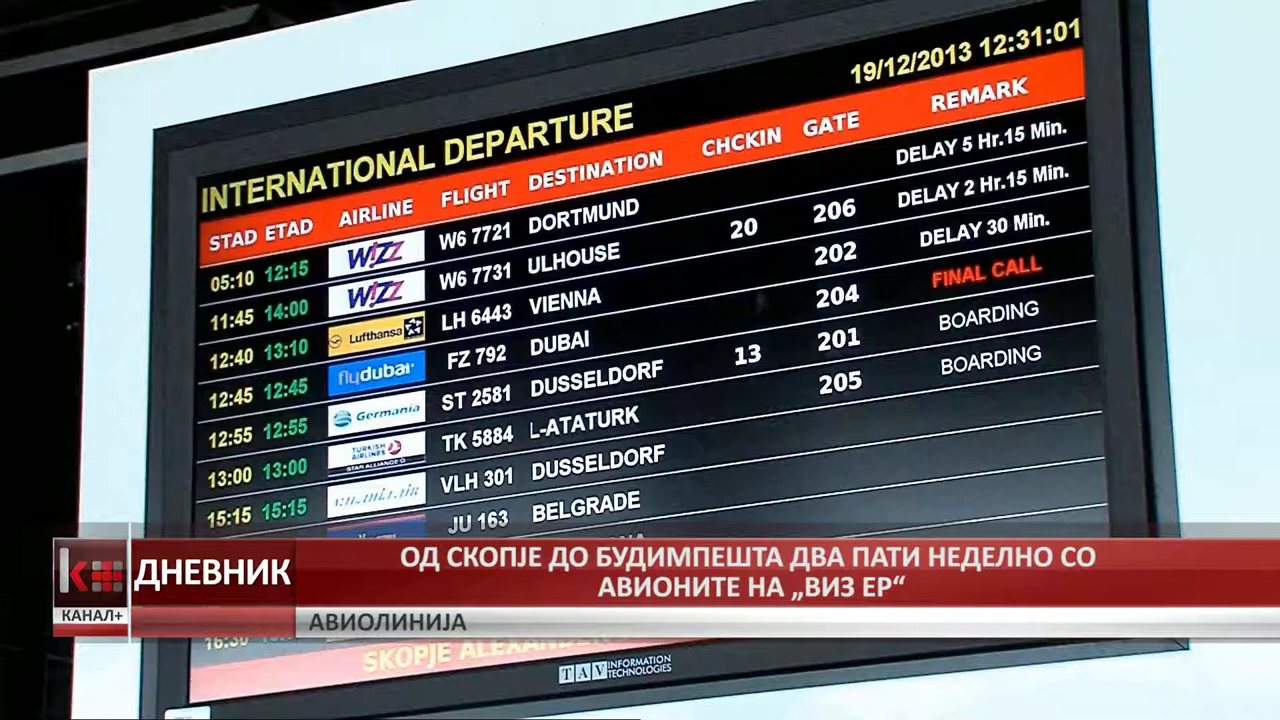 19/12/2013 12:31:01
INTERNATIONAL DEPARTURE
STAD ETAD AIRLINE FLIGHT DESTINATION CHCKIN GATE REMARK
05:10 12:15 WIZZ W6 7721 DORTMUND DELAY 5 Hr.15 Min.
11:45 14:00 WIZZ W6 7731 ULHOUSE 20 206 DELAY 2 Hr.15 Min.
12:40 13:10 Lufthansa LH 6443 VIENNA 202 DELAY 30 Min.
12:45 12:45 flydubai FZ 792 DUBAI 204 FINAL CALL
12:55 12:55 Germania ST 2581 DUSSELDORF 13 201 BOARDING
13:00 13:00 TURKISH AIRLINES STAR ALLIANCE TK 5884 L-ATATURK 205 BOARDING
15:15 15:15 VLH 301 DUSSELDORF
JU 163 BELGRADE
К
КАНАЛ+
ДНЕВНИК
ОД СКОПЈЕ ДО БУДИМПЕШТА ДВА ПАТИ НЕДЕЛНО СО
АВИОНИТЕ НА „ВИЗ ЕР“
АВИОЛИНИЈА
16:30
SKOPJE
TAV INFORMATION TECHNOLOGIES